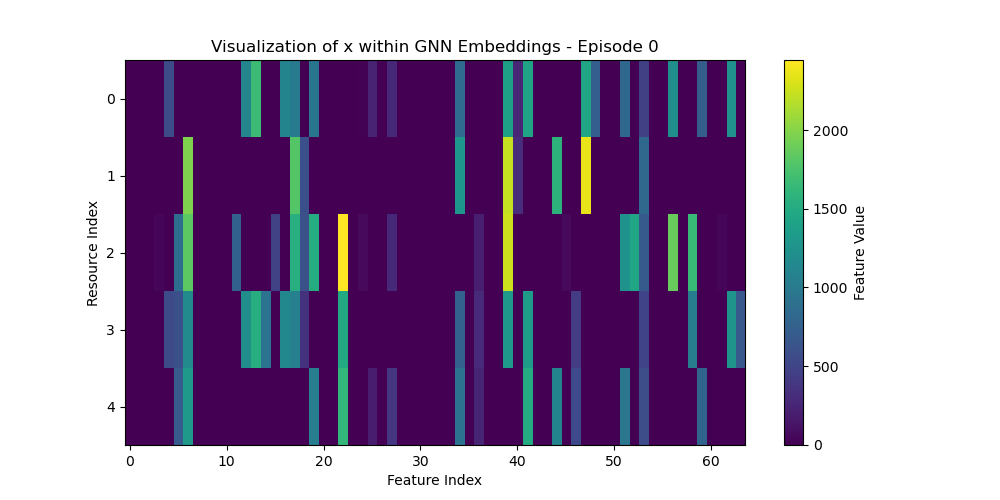 Visualization of x within GNN Embeddings - Episode 0
Resource Index
0
1
2
3
4
0 10 20 30 40 50 60
Feature Index
2000
1500
1000
500
0
Feature Value